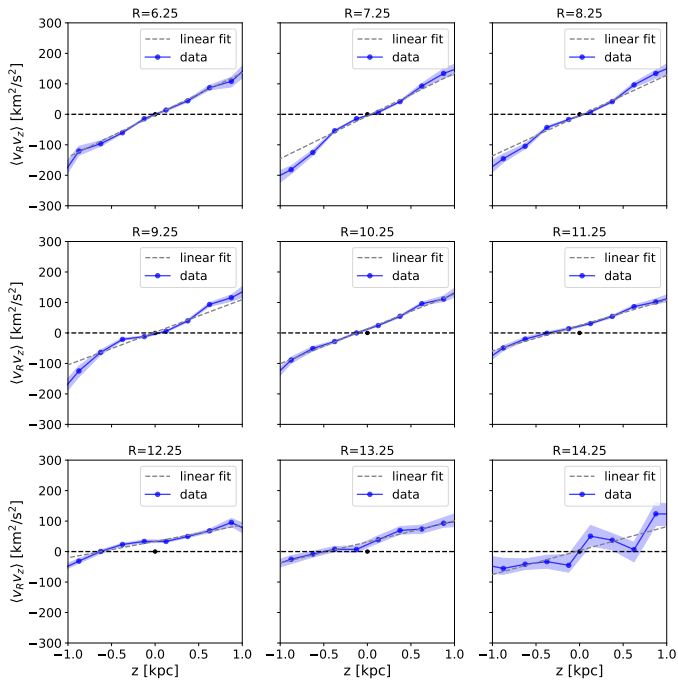 R=6.25 R=7.25 R=8.25
300
200
100
0
−100
−200
−300
⟨v_R v_z⟩ [km²/s²]
linear fit
data
linear fit
data
linear fit
data
R=9.25 R=10.25 R=11.25
300
200
100
0
−100
−200
−300
⟨v_R v_z⟩ [km²/s²]
linear fit
data
linear fit
data
linear fit
data
R=12.25 R=13.25 R=14.25
300
200
100
0
−100
−200
−300
⟨v_R v_z⟩ [km²/s²]
linear fit
data
linear fit
data
linear fit
data
−1.0 −0.5 0.0 0.5 1.0
−1.0 −0.5 0.0 0.5 1.0
−1.0 −0.5 0.0 0.5 1.0
z [kpc] z [kpc] z [kpc]